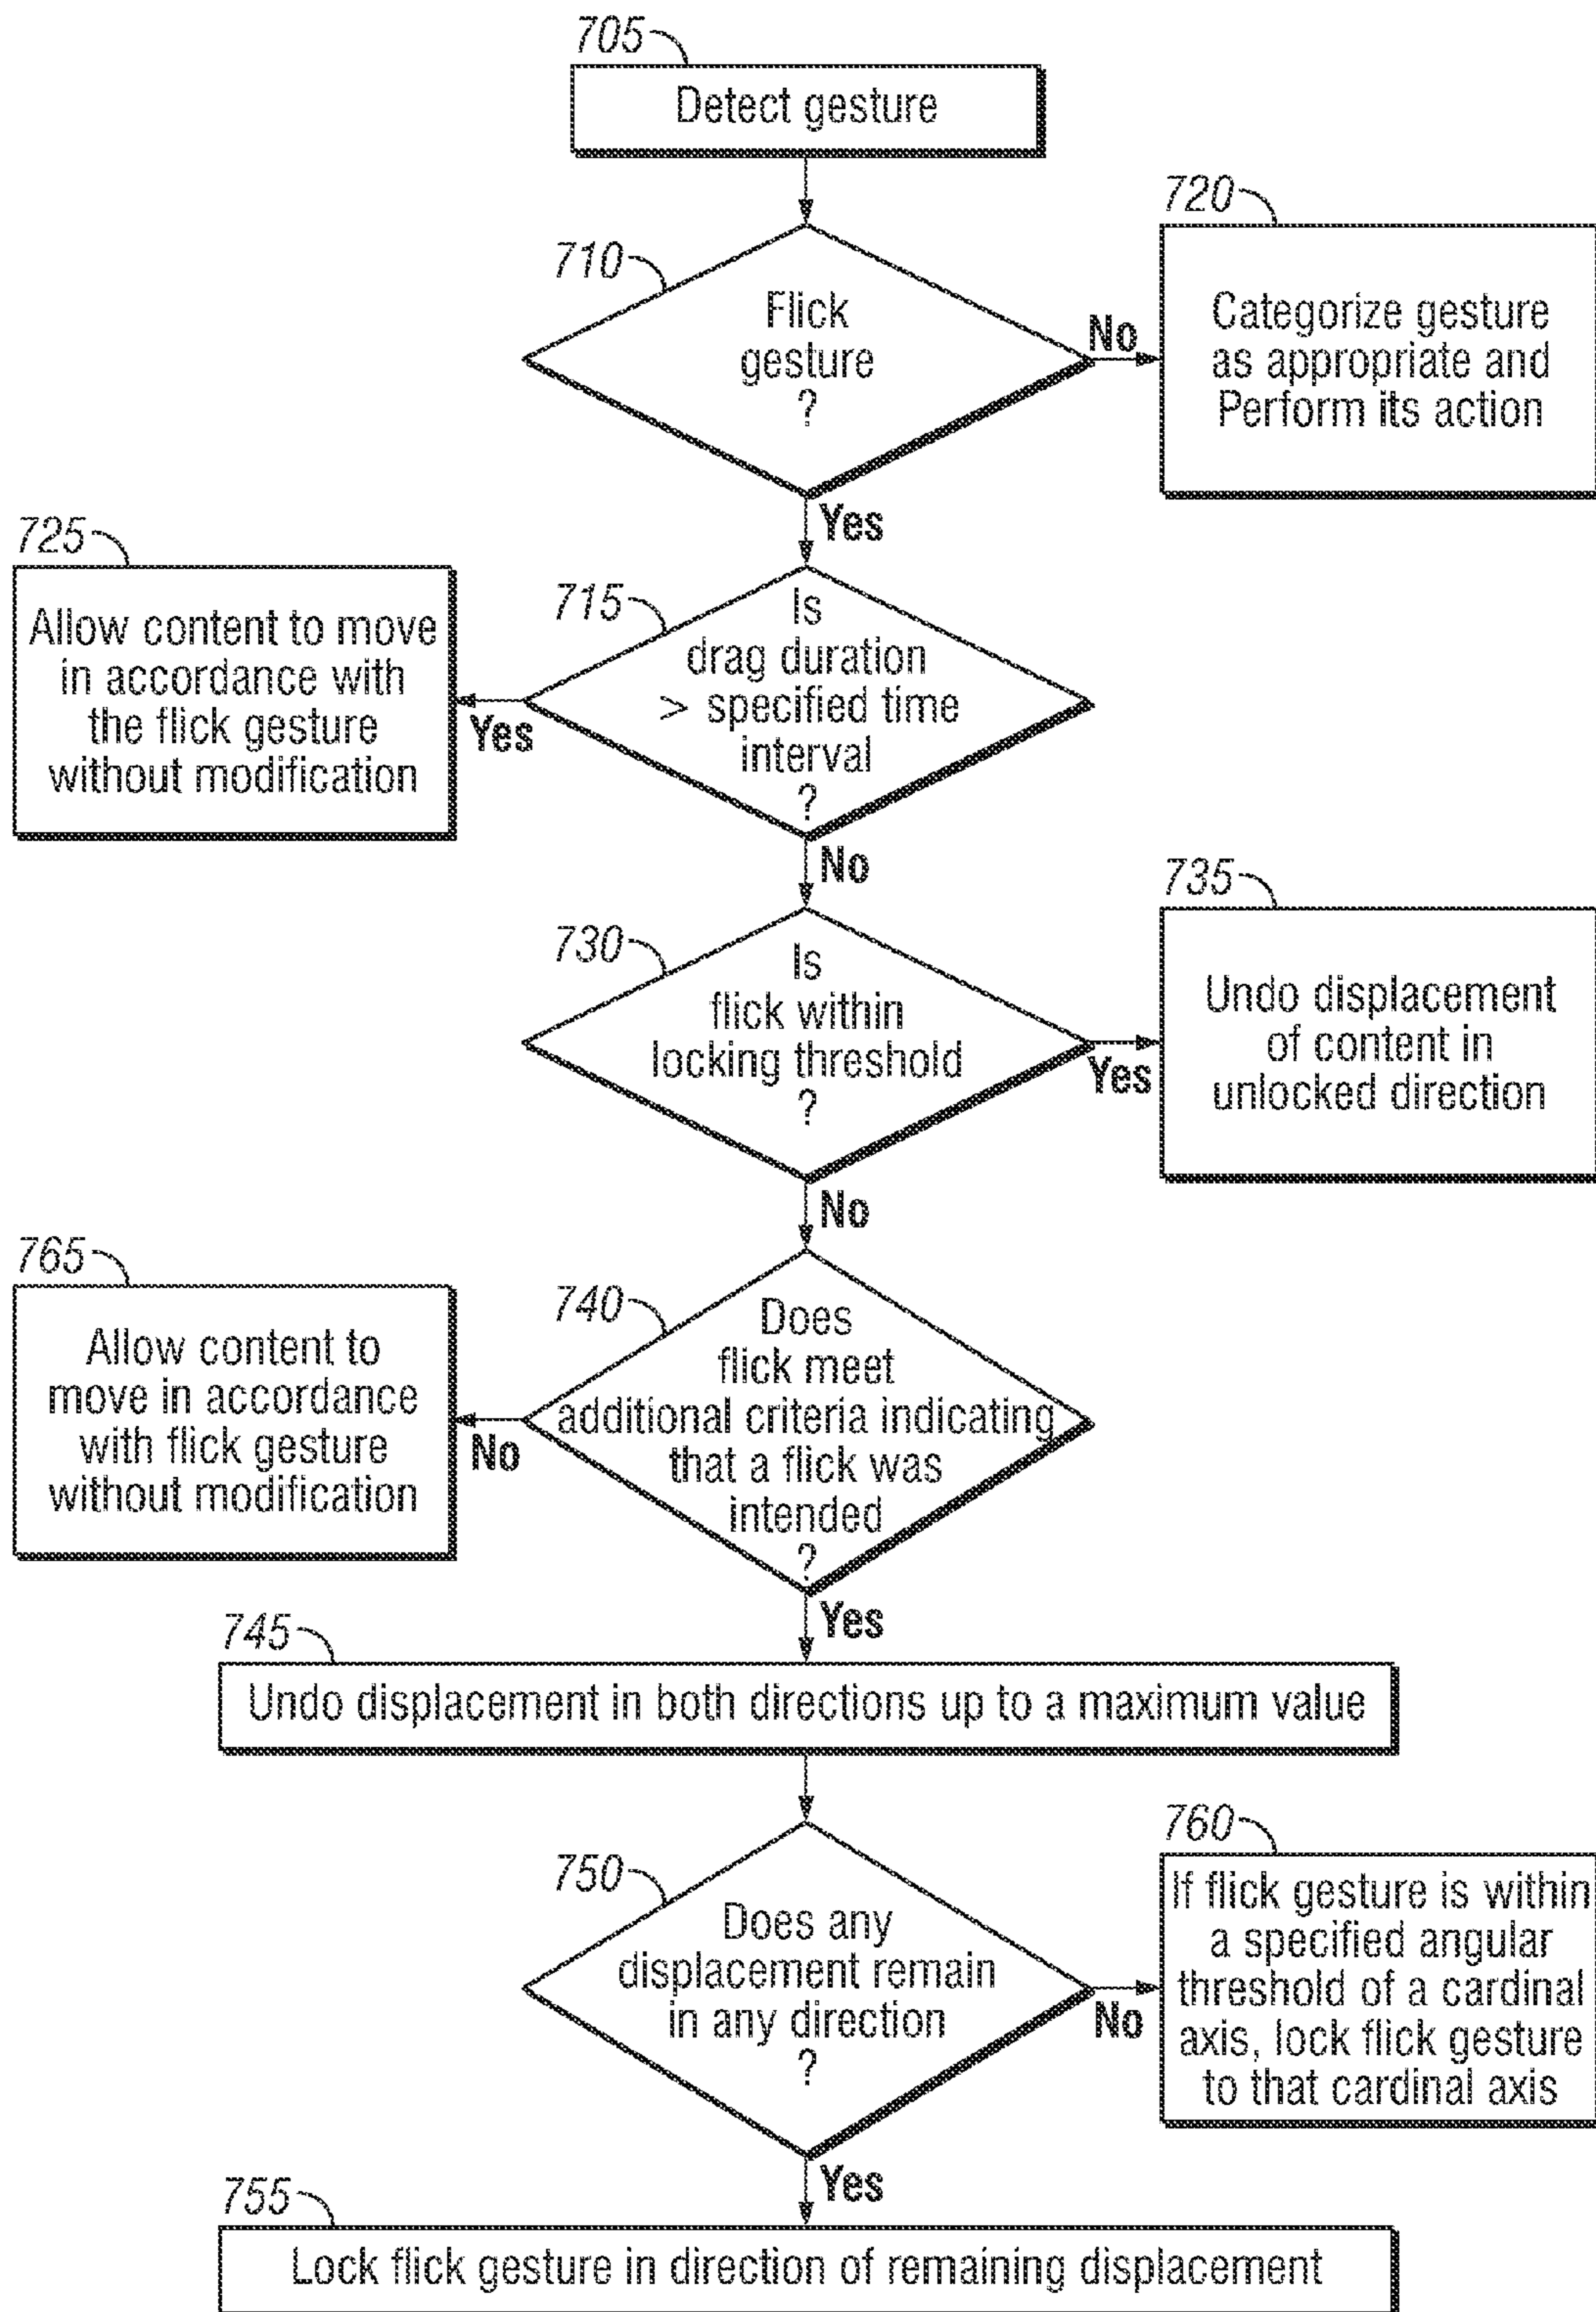 705
Detect gesture
710
Flick
gesture
?
No
720
Categorize gesture
as appropriate and
Perform its action
Yes
725
Allow content to move
in accordance with
the flick gesture
without modification
Yes
715
Is
drag duration
> specified time
interval
?
No
730
Is
flick within
locking threshold
?
Yes
735
Undo displacement
of content in
unlocked direction
No
765
Allow content to
move in accordance
with flick gesture
without modification
No
740
Does
flick meet
additional criteria indicating
that a flick was
intended
?
Yes
745
Undo displacement in both directions up to a maximum value
750
Does any
displacement remain
in any direction
?
No
760
If flick gesture is within
a specified angular
threshold of a cardinal
axis, lock flick gesture
to that cardinal axis
Yes
755
Lock flick gesture in direction of remaining displacement